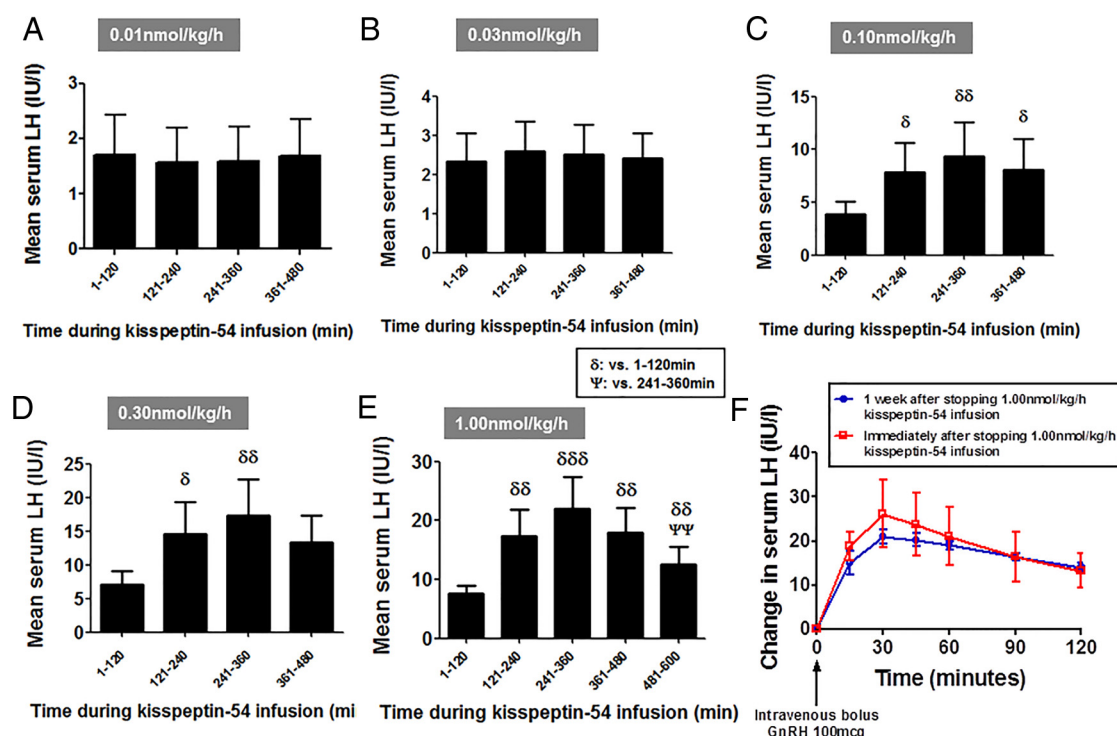 A
0.01nmol/kg/h
Mean serum LH (IU/l)
3
2
1
0
1-120
121-240
241-360
361-480
Time during kisspeptin-54 infusion (min)
B
0.03nmol/kg/h
Mean serum LH (IU/l)
4
3
2
1
0
1-120
121-240
241-360
361-480
Time during kisspeptin-54 infusion (min)
C
0.10nmol/kg/h
Mean serum LH (IU/l)
15
10
5
0
δ
δδ
δ
1-120
121-240
241-360
361-480
Time during kisspeptin-54 infusion (min)
δ: vs. 1-120min
Ψ: vs. 241-360min
D
0.30nmol/kg/h
Mean serum LH (IU/l)
25
20
15
10
5
0
δ
δδ
1-120
121-240
241-360
361-480
Time during kisspeptin-54 infusion (mi
E
1.00nmol/kg/h
Mean serum LH (IU/l)
30
20
10
0
δδ
δδδ
δδ
δδ
ΨΨ
1-120
121-240
241-360
361-480
481-600
Time during kisspeptin-54 infusion (min)
F
1 week after stopping 1.00nmol/kg/h
kisspeptin-54 infusion
Immediately after stopping 1.00nmol/kg/h
kisspeptin-54 infusion
Change in serum LH (iU/l)
40
30
20
10
0
0
30
60
90
120
Time (minutes)
Intravenous bolus
GnRH 100mcg